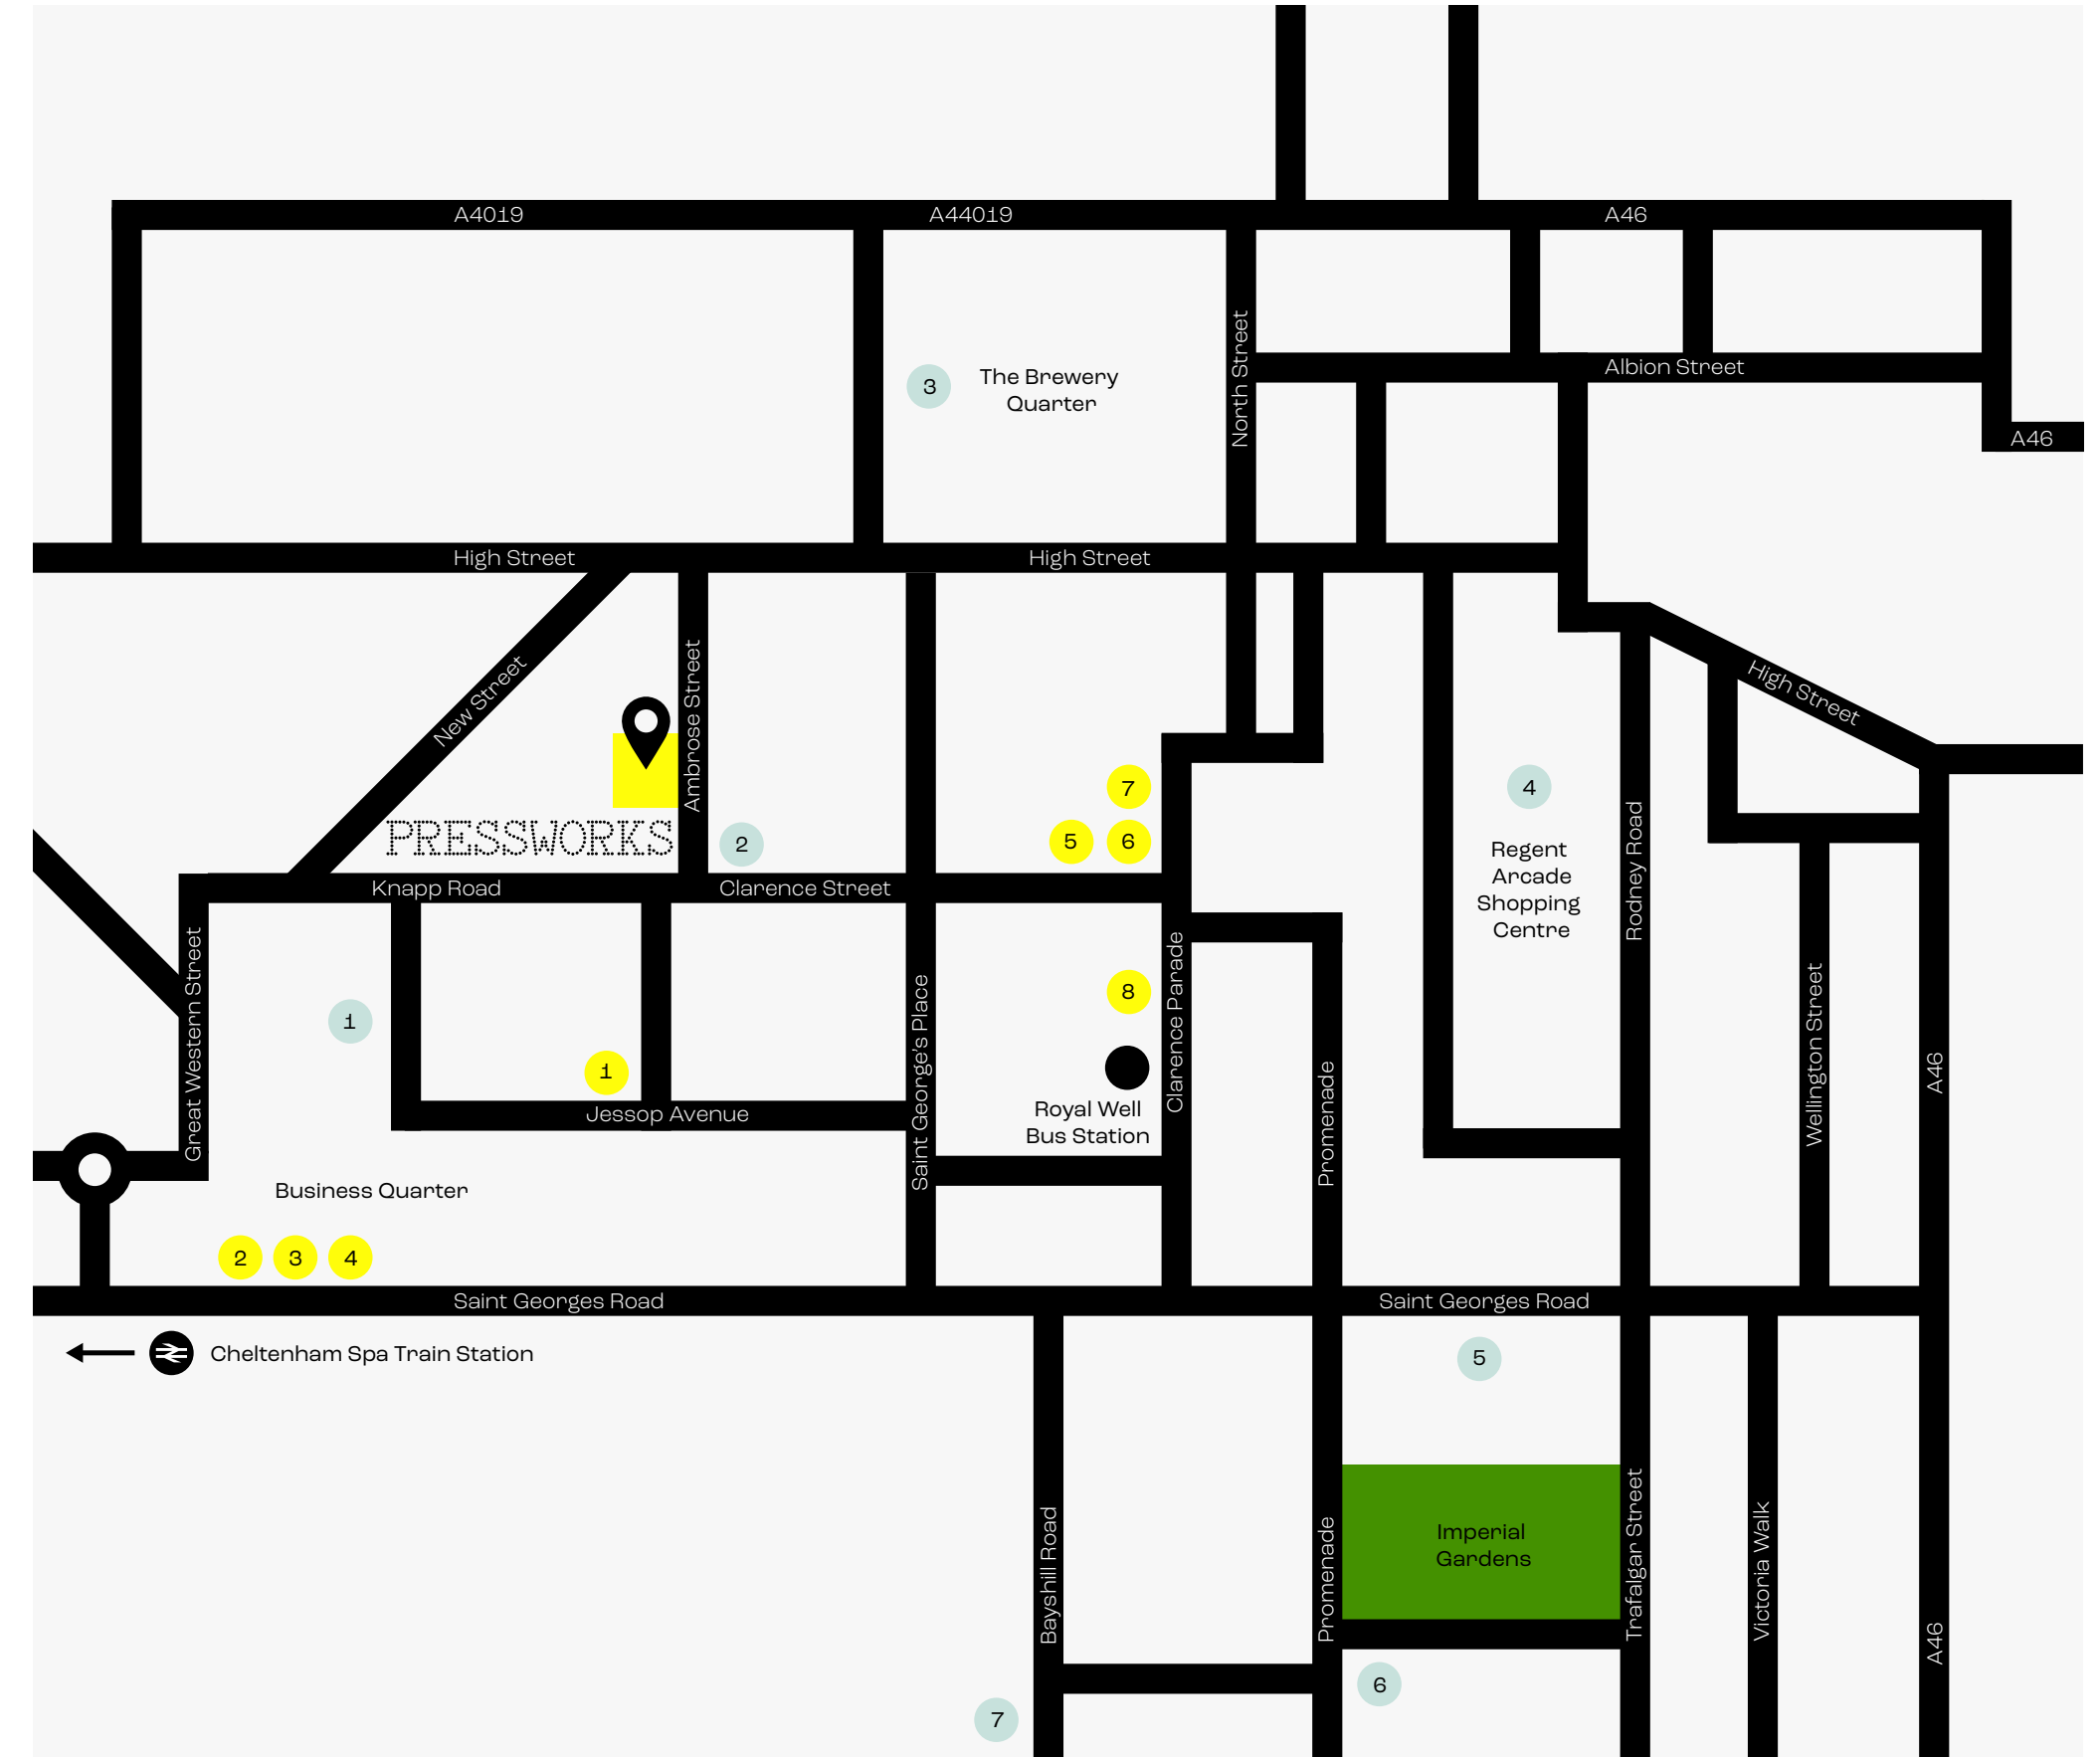 A4019
A44019
A46
North Street
Albion Street
3
The Brewery
Quarter
A46
High Street
High Street
New Street
Ambrose Street
High Street
7
4
PRESSWORKS
2
5
6
Regent
Arcade
Shopping
Centre
Rodney Road
Knapp Road
Clarence Street
Great Western Street
Saint George's Place
Clarence Parade
8
1
1
Wellington Street
A46
Promenade
Jessop Avenue
Royal Well
Bus Station
Business Quarter
2
3
4
Saint Georges Road
Saint Georges Road
Cheltenham Spa Train Station
5
Imperial
Gardens
Bayshill Road
Promenade
Trafalgar Street
Victoria Walk
A46
6
7